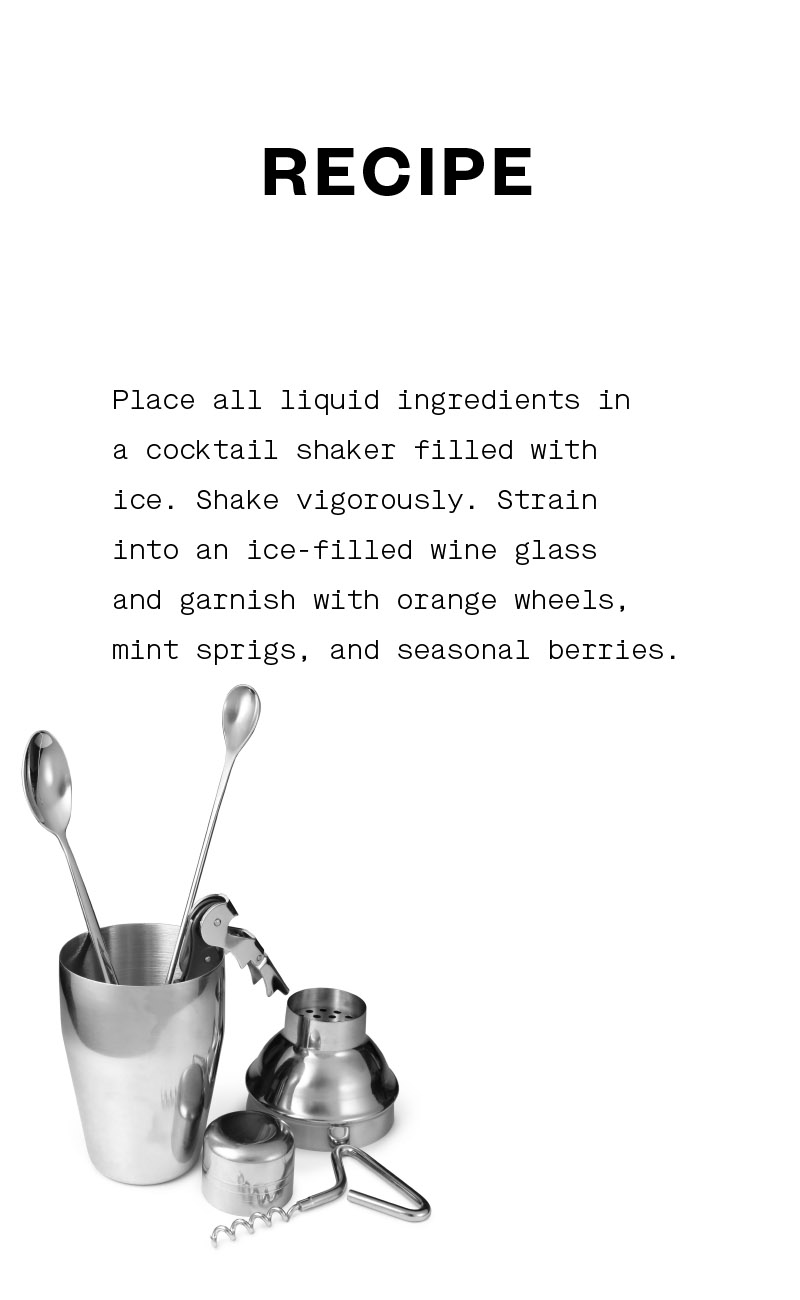 RECIPE
Place all liquid ingredients in
a cocktail shaker filled with
ice. Shake vigorously. Strain
into an ice-filled wine glass
and garnish with orange wheels,
mint sprigs, and seasonal berries.